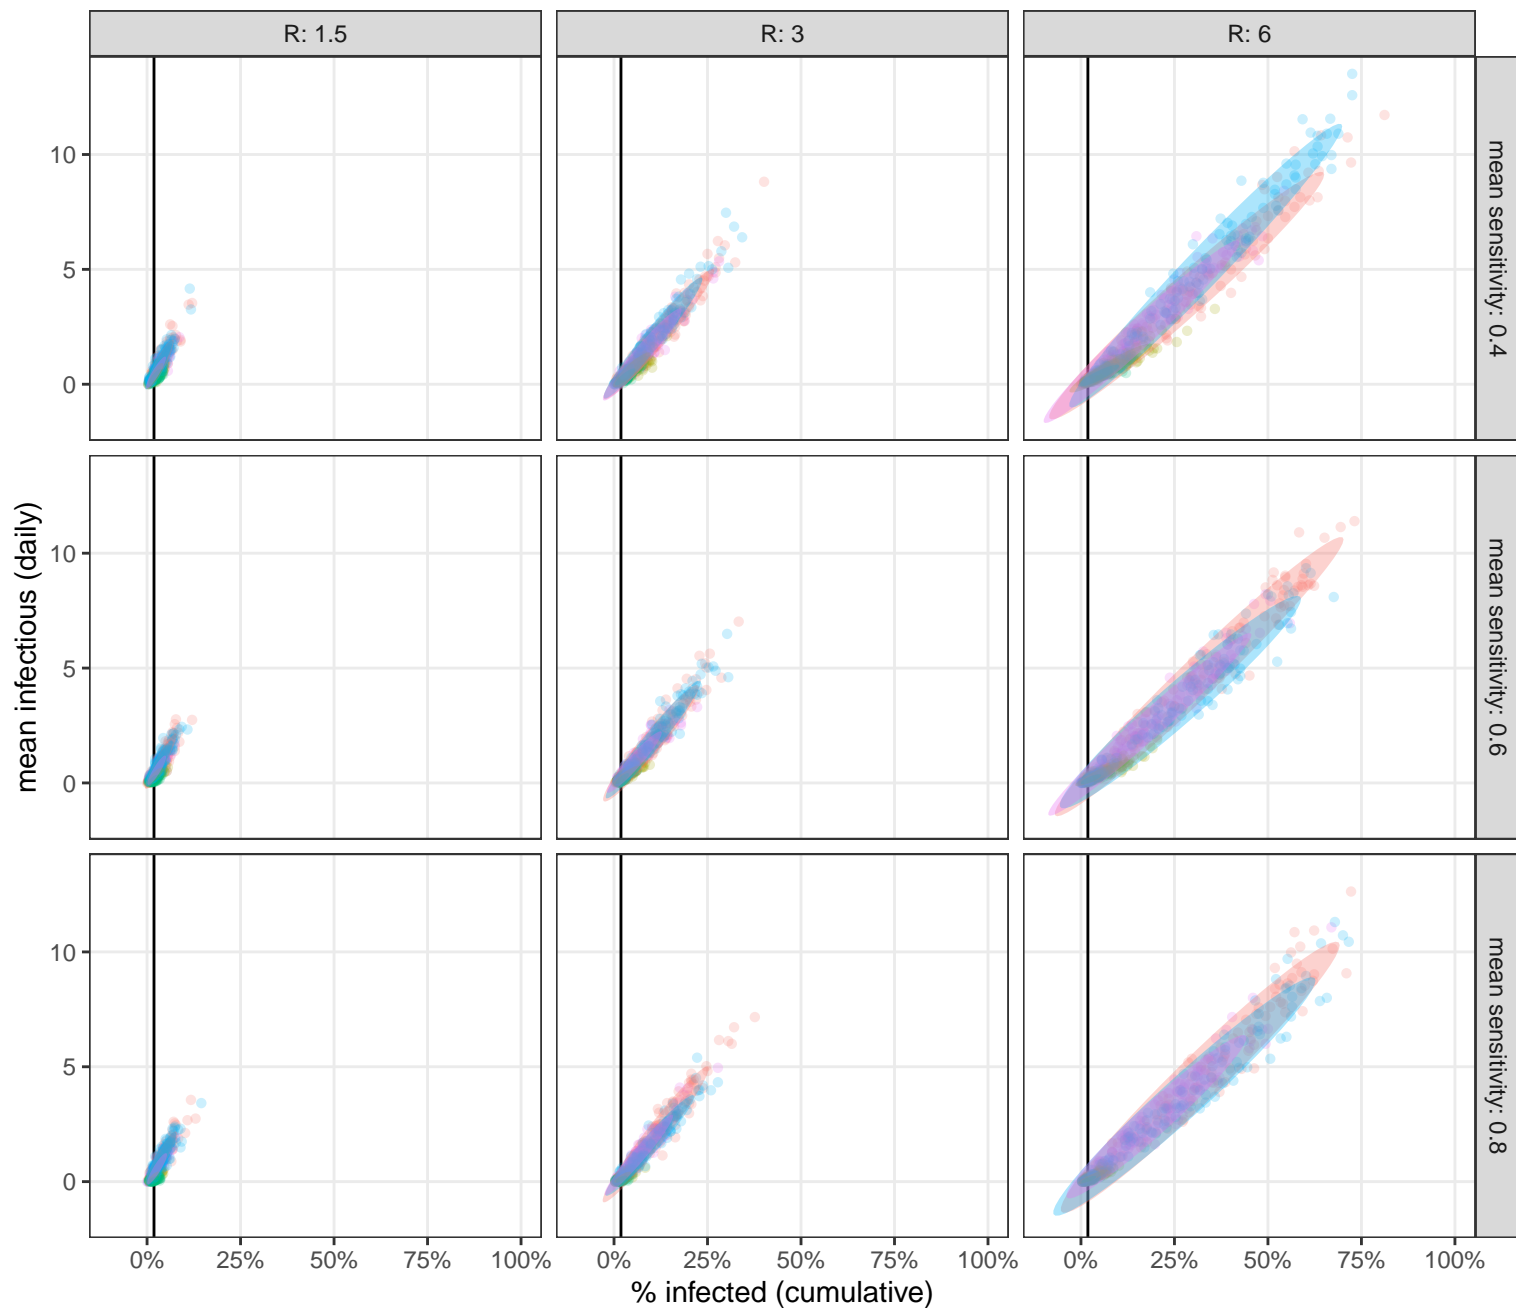 R: 1.5
R: 3
R: 6
10
5
0
mean sensitivity: 0.4
10
5
0
mean sensitivity: 0.6
10
5
0
mean sensitivity: 0.8
mean infectious (daily)
0% 25% 50% 75% 100%
0% 25% 50% 75% 100%
0% 25% 50% 75% 100%
% infected (cumulative)